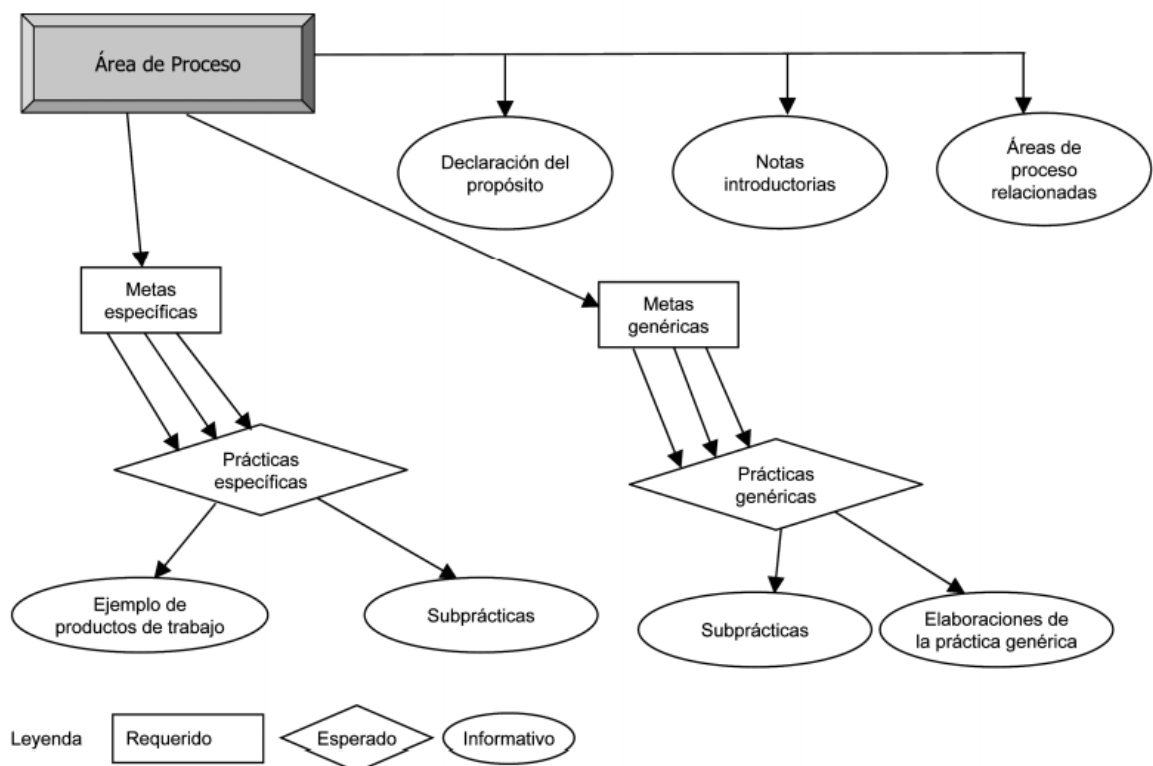 Área de Proceso
Declaración del
propósito
Notas
introductorias
Áreas de
proceso
relacionadas
Metas
específicas
Metas
genéricas
Prácticas
específicas
Prácticas
genéricas
Ejemplo de
productos de trabajo
Subprácticas
Subprácticas
Elaboraciones de
la práctica genérica
Leyenda
Requerido
Esperado
Informativo